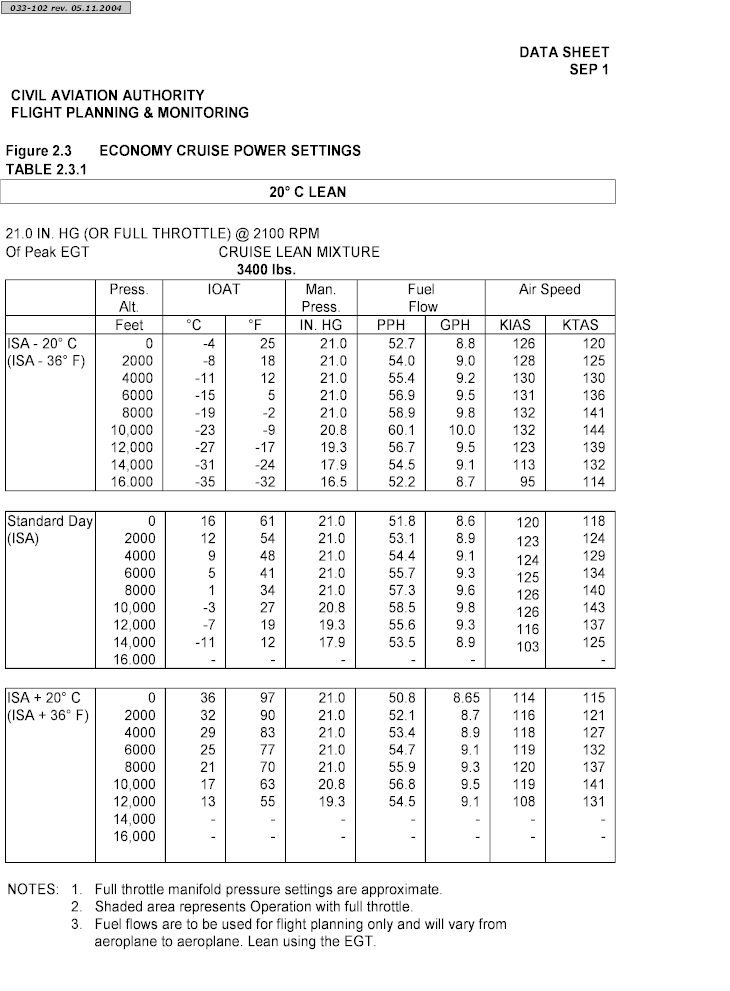 033-102 rev. 05.11.2004
DATA SHEET
SEP 1
CIVIL AVIATION AUTHORITY
FLIGHT PLANNING & MONITORING
Figure 2.3 ECONOMY CRUISE POWER SETTINGS
TABLE 2.3.1
20° C LEAN
21.0 IN. HG (OR FULL THROTTLE) @ 2100 RPM
Of Peak EGT CRUISE LEAN MIXTURE
3400 lbs.
Press. IOAT Man. Fuel Air Speed
Alt. Press. Flow
Feet °C °F IN. HG PPH GPH KIAS KTAS
ISA - 20° C 0 -4 25 21.0 52.7 8.8 126 120
(ISA - 36° F) 2000 -8 18 21.0 54.0 9.0 128 125
4000 -11 12 21.0 55.4 9.2 130 130
6000 -15 5 21.0 56.9 9.5 131 136
8000 -19 -2 21.0 58.9 9.8 132 141
10,000 -23 -9 20.8 60.1 10.0 132 144
12,000 -27 -17 19.3 56.7 9.5 123 139
14,000 -31 -24 17.9 54.5 9.1 113 132
16.000 -35 -32 16.5 52.2 8.7 95 114
Standard Day 0 16 61 21.0 51.8 8.6 120 118
(ISA) 2000 12 54 21.0 53.1 8.9 123 124
4000 9 48 21.0 54.4 9.1 124 129
6000 5 41 21.0 55.7 9.3 125 134
8000 1 34 21.0 57.3 9.6 126 140
10,000 -3 27 20.8 58.5 9.8 126 143
12,000 -7 19 19.3 55.6 9.3 116 137
14,000 -11 12 17.9 53.5 8.9 103 125
16.000 - - - - - -
ISA + 20° C 0 36 97 21.0 50.8 8.65 114 115
(ISA + 36° F) 2000 32 90 21.0 52.1 8.7 116 121
4000 29 83 21.0 53.4 8.9 118 127
6000 25 77 21.0 54.7 9.1 119 132
8000 21 70 21.0 55.9 9.3 120 137
10,000 17 63 20.8 56.8 9.5 119 141
12,000 13 55 19.3 54.5 9.1 108 131
14,000 - - - - - - -
16,000 - - - - - - -
NOTES: 1. Full throttle manifold pressure settings are approximate.
2. Shaded area represents Operation with full throttle.
3. Fuel flows are to be used for flight planning only and will vary from
aeroplane to aeroplane. Lean using the EGT.